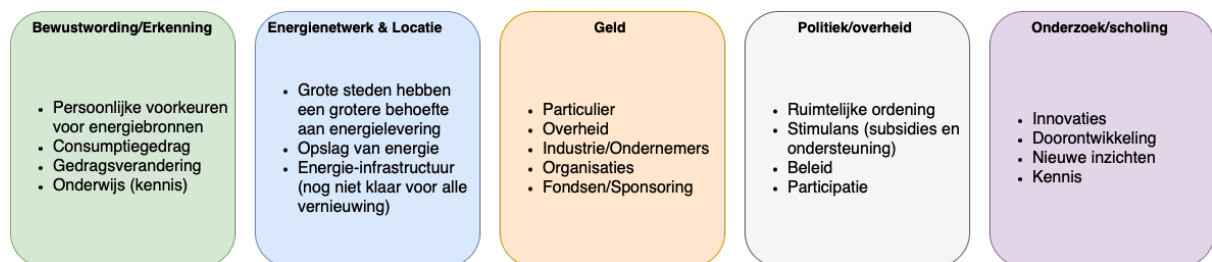 Bewustwording/Erkenning
• Persoonlijke voorkeuren
voor energiebronnen
• Consumptiegedrag
• Gedragsverandering
• Onderwijs (kennis)
Energienetwerk & Locatie
• Grote steden hebben
een grotere behoefte
aan energielevering
• Opslag van energie
• Energie-infrastructuur
(nog niet klaar voor alle
vernieuwing)
Geld
• Particulier
• Overheid
• Industrie/Ondernemers
• Organisaties
• Fondsen/Sponsoring
Politiek/overheid
• Ruimtelijke ordening
• Stimulans (subsidies en
ondersteuning)
• Beleid
• Participatie
Onderzoek/scholing
• Innovaties
• Doorontwikkeling
• Nieuwe inzichten
• Kennis